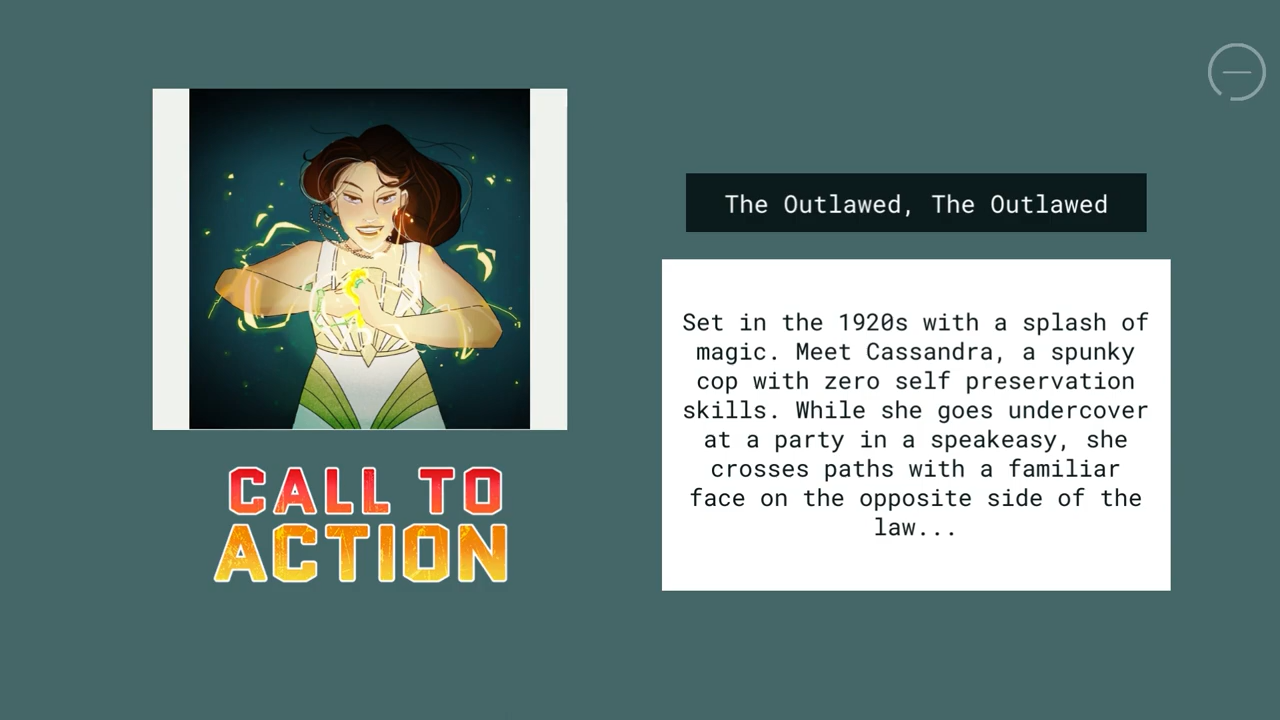 The Outlawed, The Outlawed
Set in the 1920s with a splash of
magic. Meet Cassandra, a spunky
cop with zero self preservation
skills. While she goes undercover
at a party in a speakeasy, she
crosses paths with a familiar
face on the opposite side of the
law...
CALL TO
ACTION